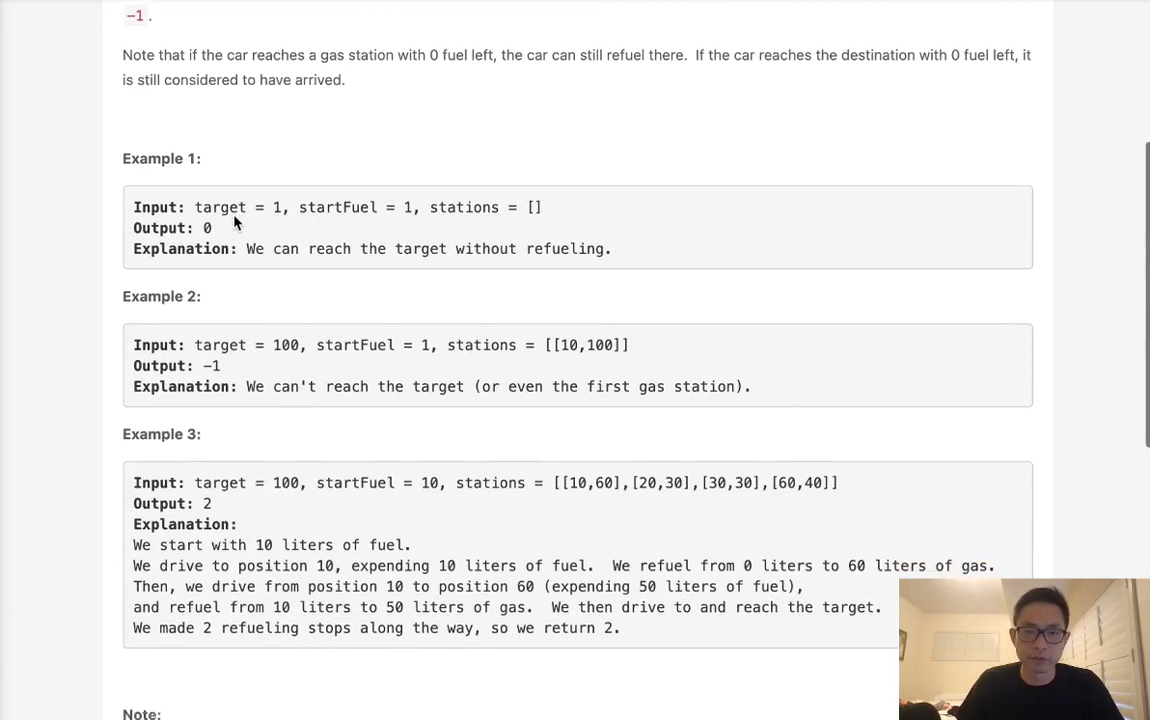 -1 .
Note that if the car reaches a gas station with 0 fuel left, the car can still refuel there.  If the car reaches the destination with 0 fuel left, it
is still considered to have arrived.
Example 1:
Input: target = 1, startFuel = 1, stations = []
Output: 0
Explanation: We can reach the target without refueling.
Example 2:
Input: target = 100, startFuel = 1, stations = [[10,100]]
Output: -1
Explanation: We can't reach the target (or even the first gas station).
Example 3:
Input: target = 100, startFuel = 10, stations = [[10,60],[20,30],[30,30],[60,40]]
Output: 2
Explanation:
We start with 10 liters of fuel.
We drive to position 10, expending 10 liters of fuel.  We refuel from 0 liters to 60 liters of gas.
Then, we drive from position 10 to position 60 (expending 50 liters of fuel),
and refuel from 10 liters to 50 liters of gas.  We then drive to and reach the target.
We made 2 refueling stops along the way, so we return 2.
Note: